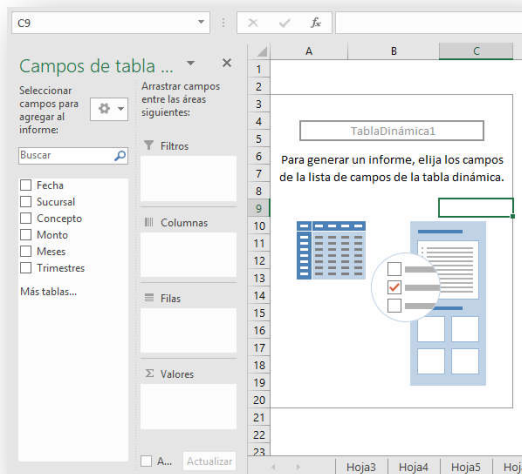 C9
fx
Campos de tabla ...
Seleccionar
campos para
agregar al
informe:
Buscar
Fecha
Sucursal
Concepto
Monto
Meses
Trimestres
Más tablas...
Arrastrar campos
entre las áreas
siguientes:
Filtros
Columnas
Filas
Σ Valores
A...
Actualizar
A B C
1
2
3
4
5
6
7
8
9
10
11
12
13
14
15
16
17
18
19
20
21
22
23
TablaDinámica1
Para generar un informe, elija los campos
de la lista de campos de la tabla dinámica.
Hoja3 Hoja4 Hoja5 Hoj